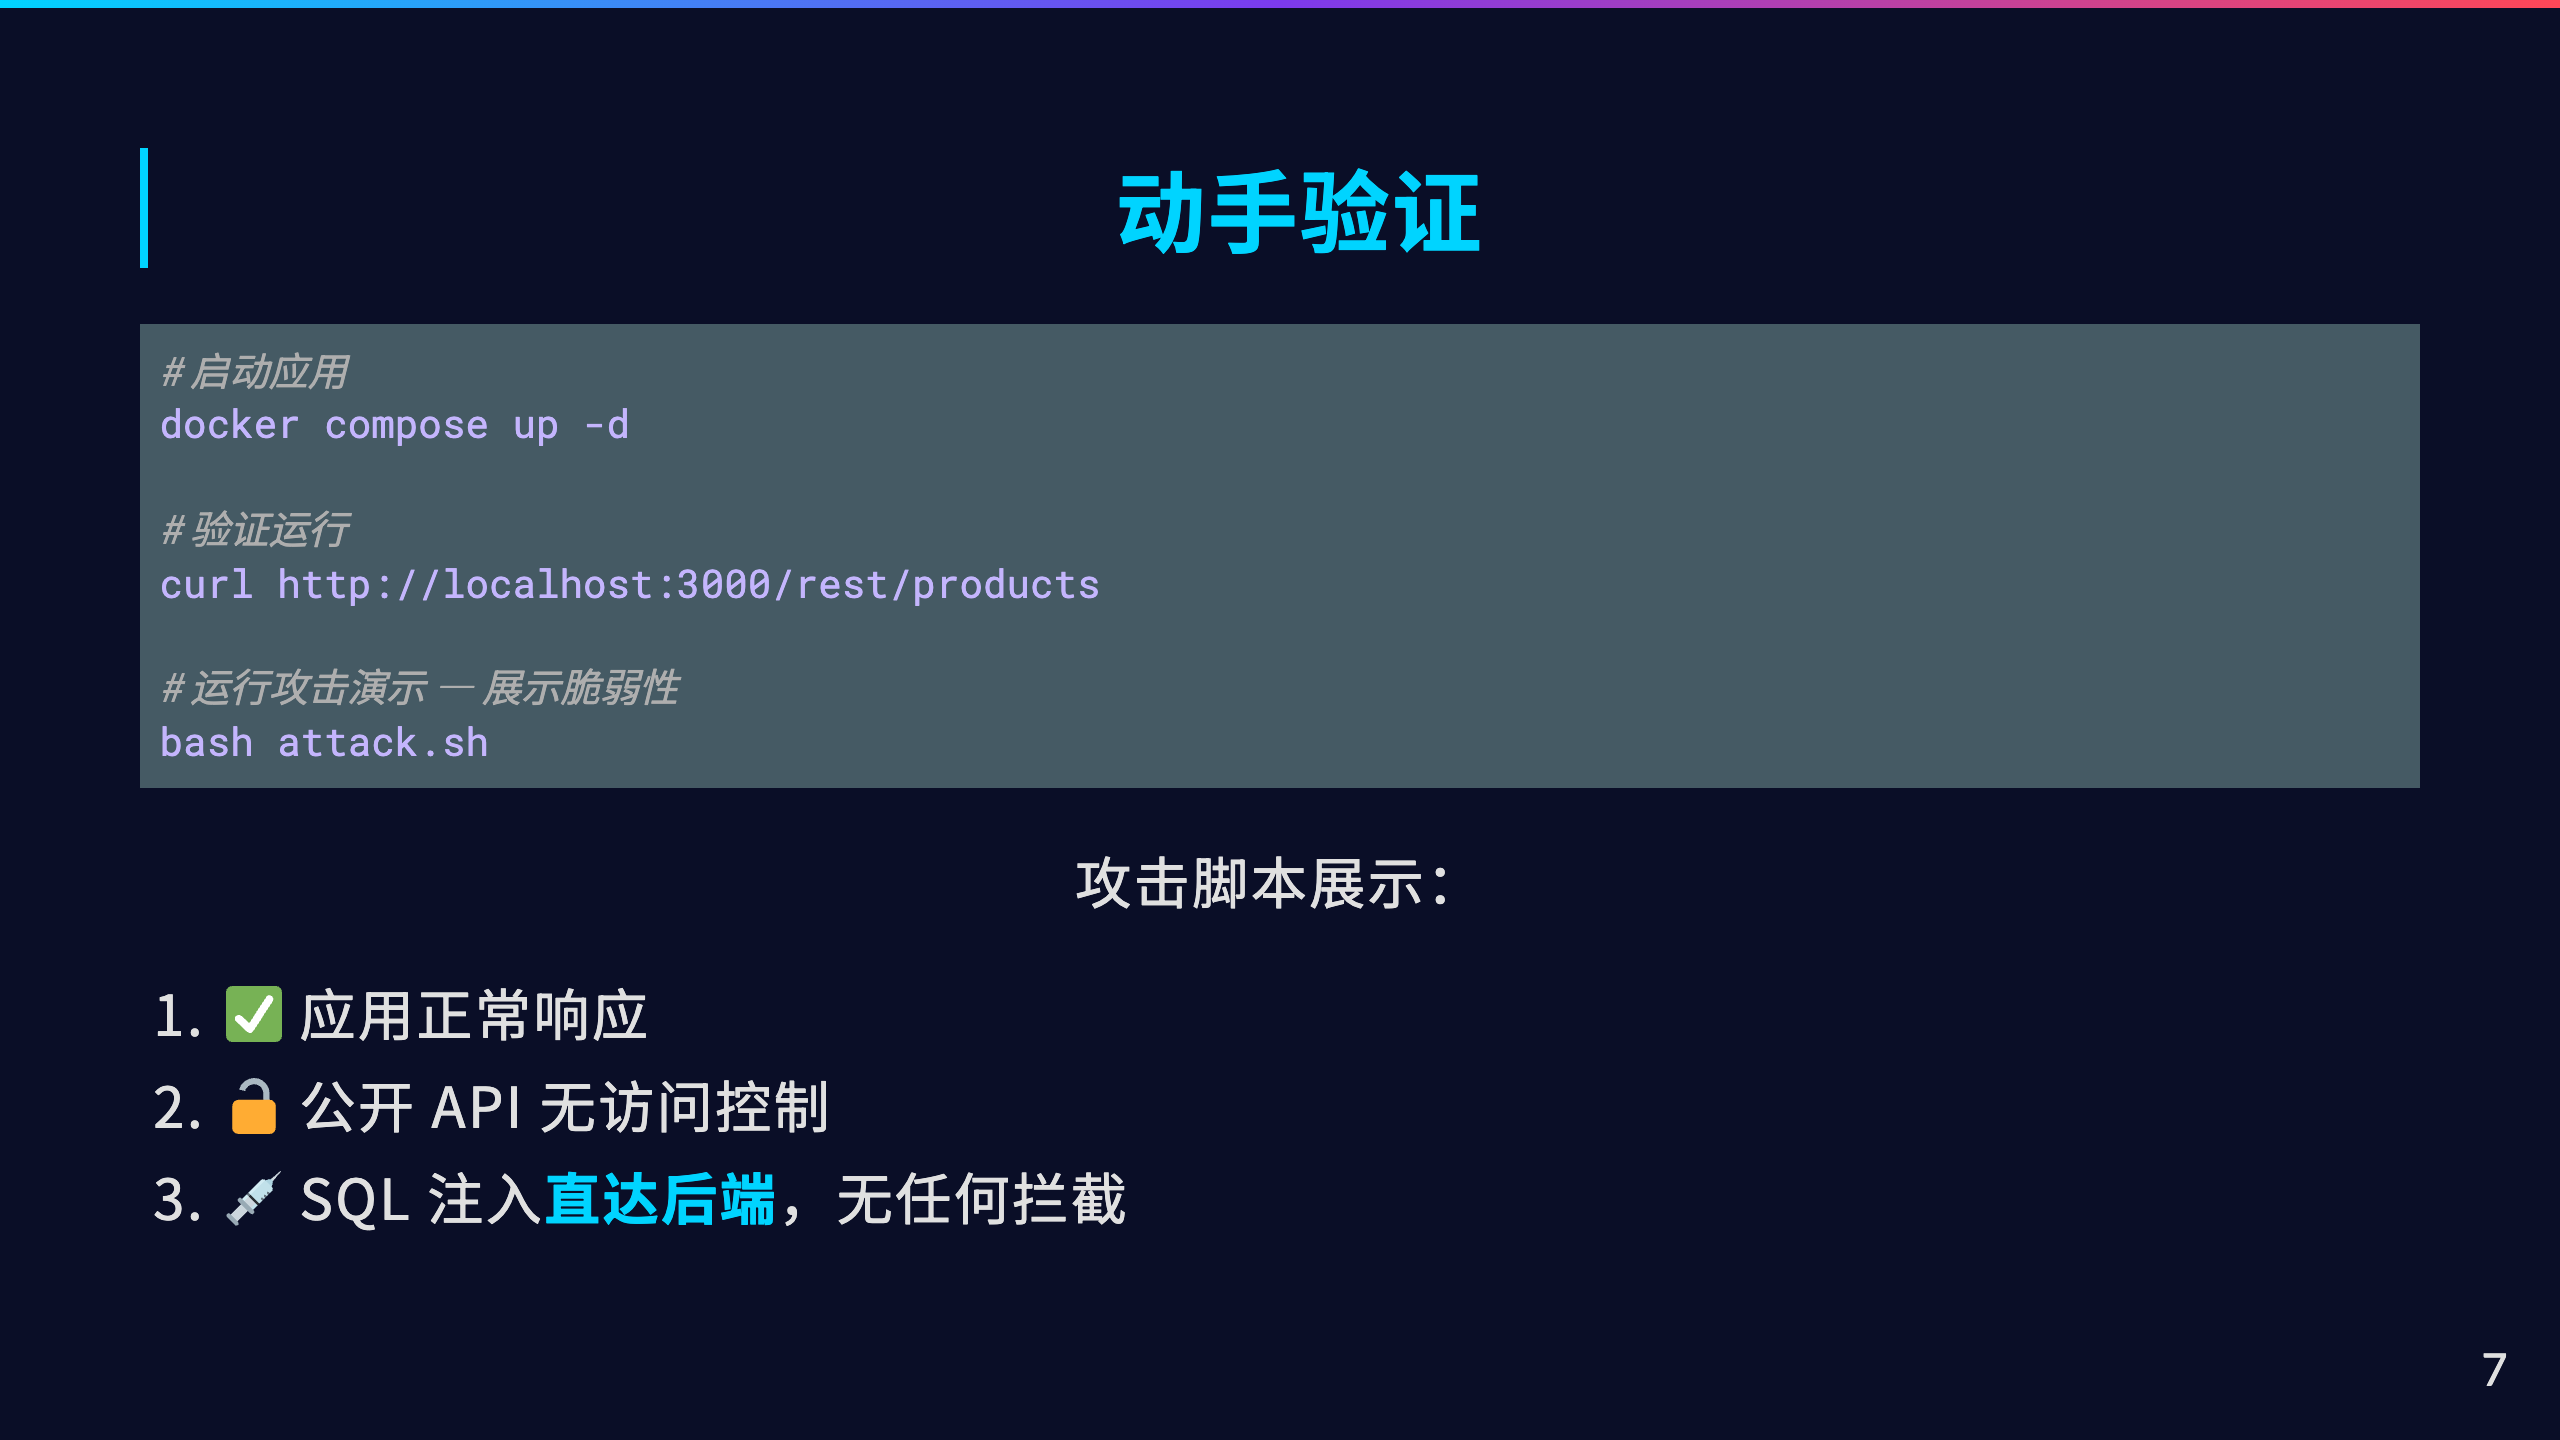 动手验证
# 启动应用
docker compose up -d
# 验证运行
curl http://localhost:3000/rest/products
# 运行攻击演示 — 展示脆弱性
bash attack.sh
攻击脚本展示：
1. ✅ 应用正常响应
2. 🔓 公开 API 无访问控制
3. 💉 SQL 注入直达后端，无任何拦截
7